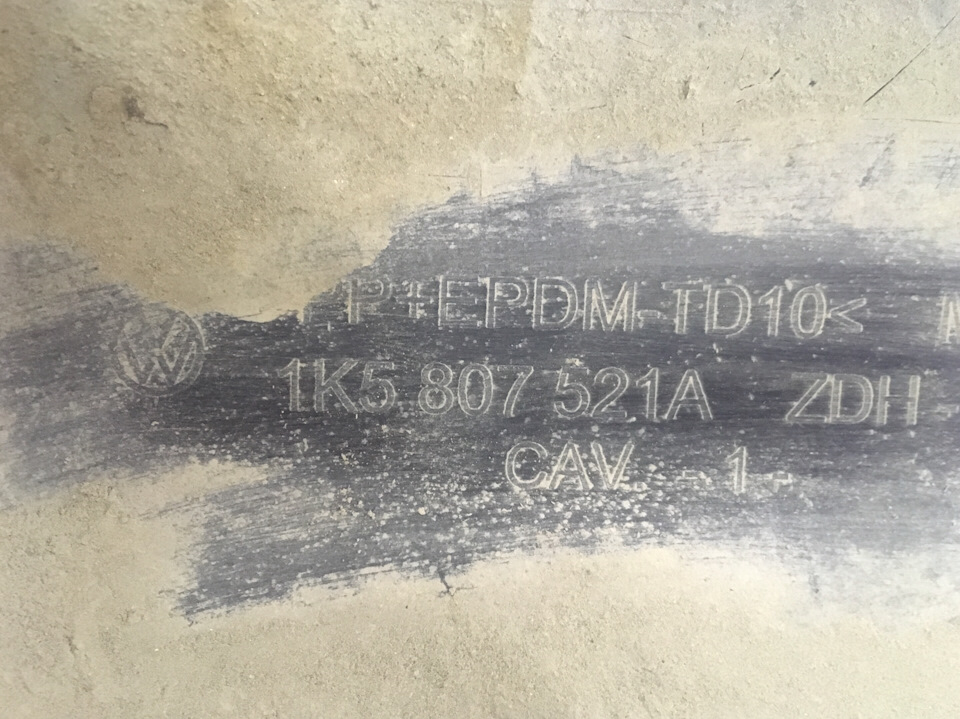 P+EPDM-TD10<
1K5 807 521A ZDH
CAV. - 1 -